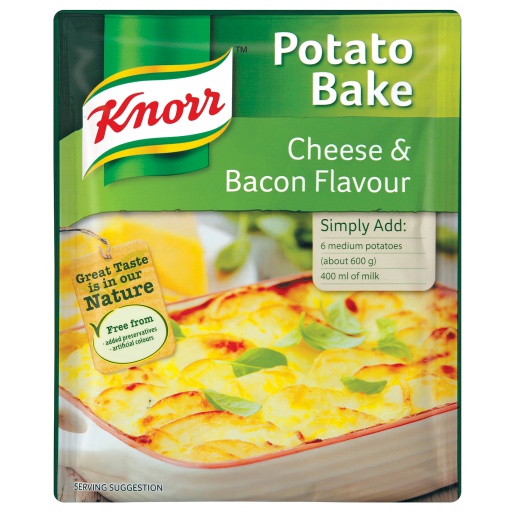 Knorr
™
Potato
Bake
Cheese &
Bacon Flavour
Simply Add:
6 medium potatoes
(about 600 g)
400 ml of milk
Great Taste
is in our
Nature
Free from
- added preservatives
- artificial colours
SERVING SUGGESTION